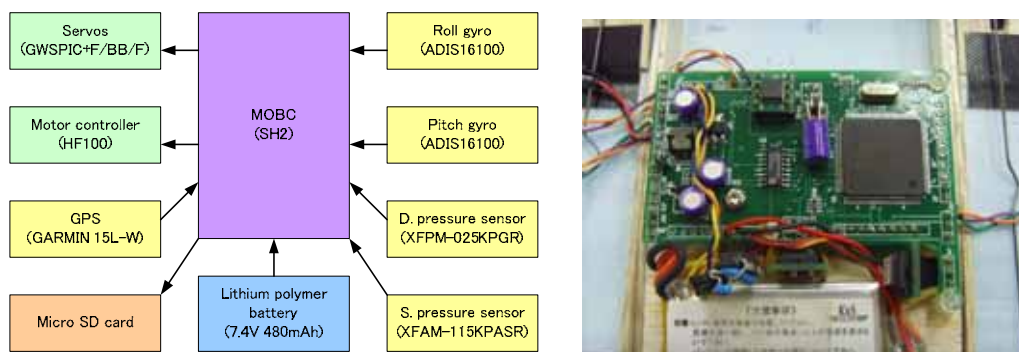 Servos
(GWSPIC+F/BB/F)
Motor controller
(HF100)
GPS
(GARMIN 15L-W)
Micro SD card
MOBC
(SH2)
Lithium polymer
battery
(7.4V 480mAh)
Roll gyro
(ADIS16100)
Pitch gyro
(ADIS16100)
D. pressure sensor
(XFPM-025KPGR)
S. pressure sensor
(XFAM-115KPASR)